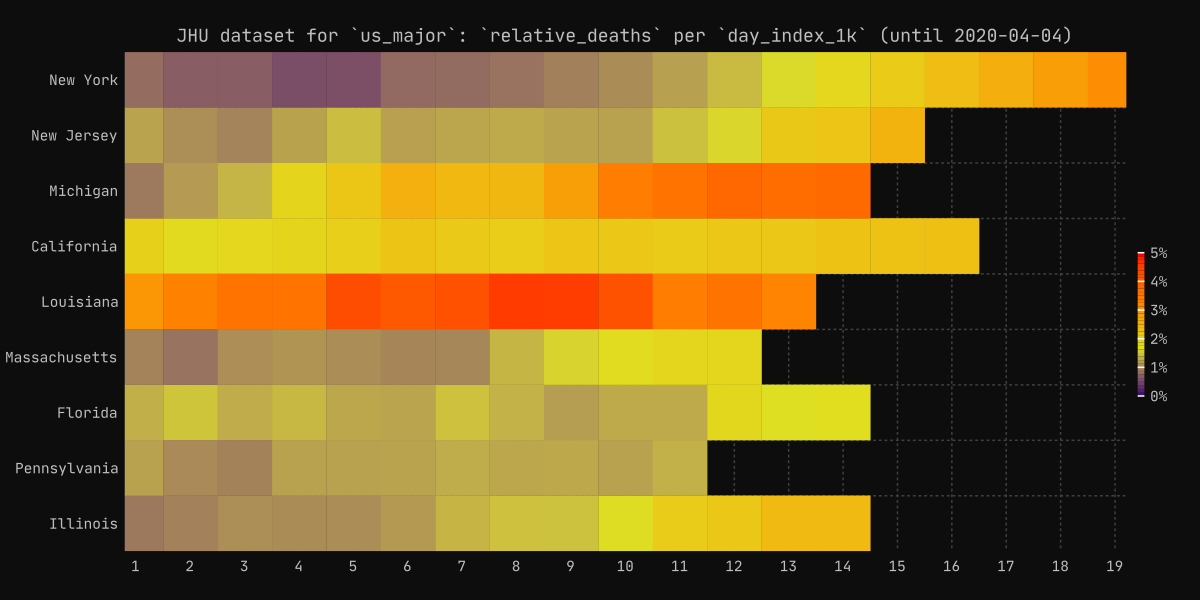 JHU dataset for `us_major`: `relative_deaths` per `day_index_1k` (until 2020-04-04)
New York
New Jersey
Michigan
California
Louisiana
Massachusetts
Florida
Pennsylvania
Illinois
1 2 3 4 5 6 7 8 9 10 11 12 13 14 15 16 17 18 19
5%
4%
3%
2%
1%
0%